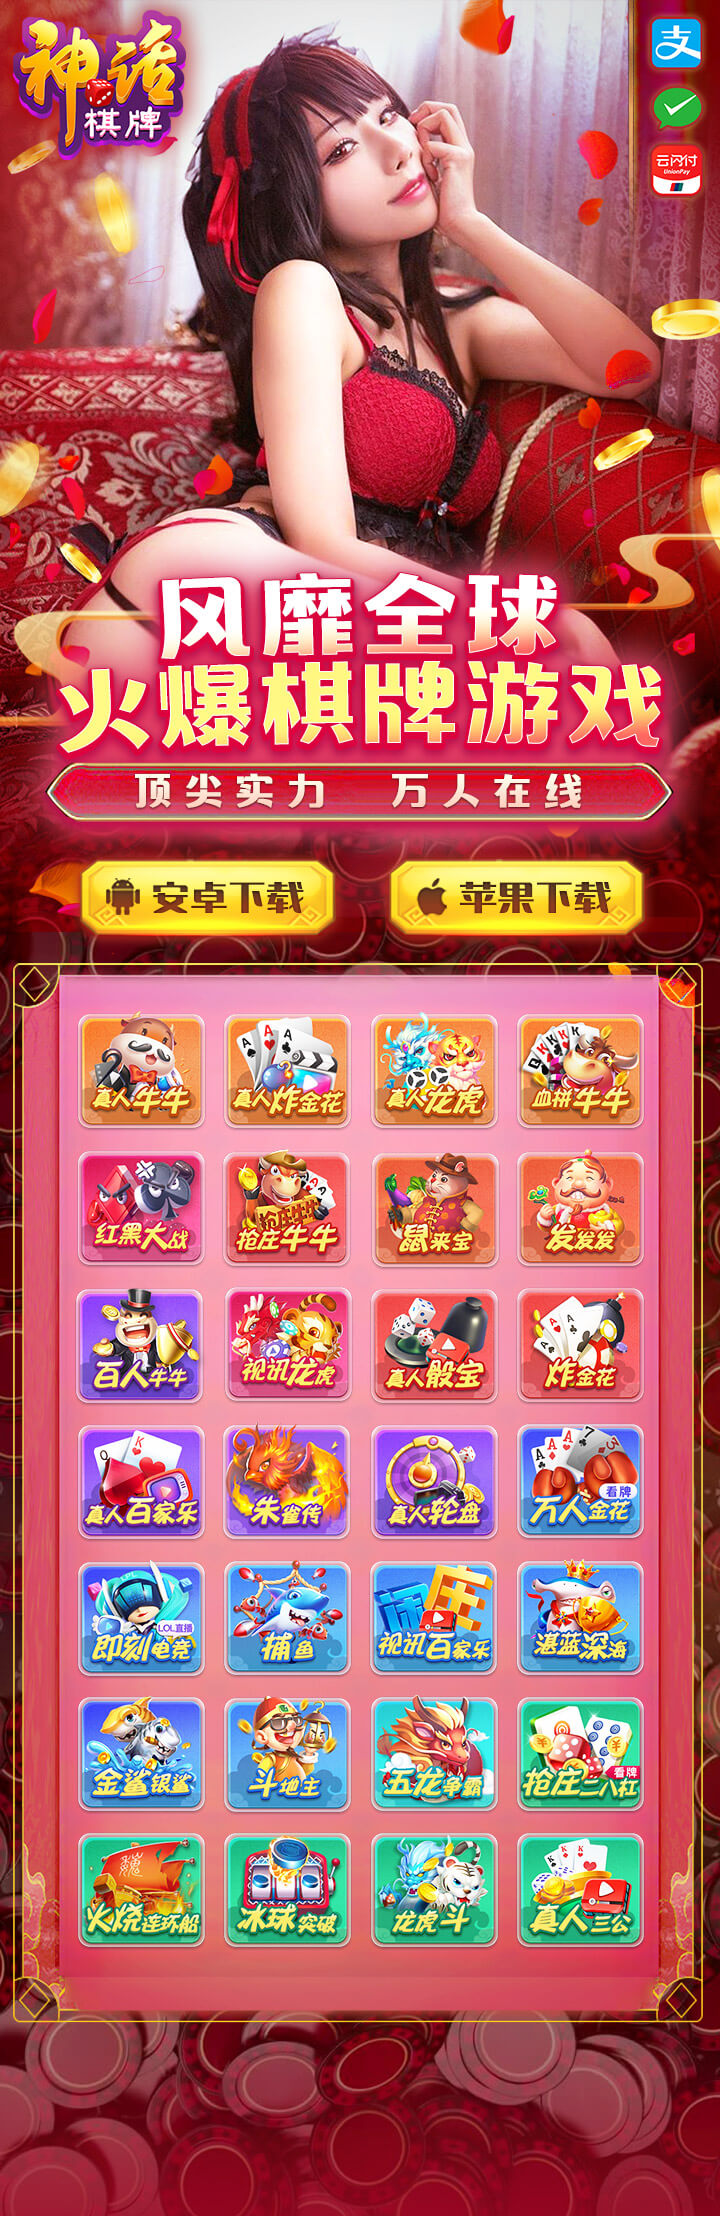 神话
棋牌
支
云闪付
UnionPay
风靡全球
火爆棋牌游戏
顶尖实力 万人在线
安卓下载 苹果下载
真人牛牛 真人炸金花 真人龙虎 血拼牛牛
抢庄牛牛
红黑大战 抢庄牛牛 鼠来宝 发发发
百人牛牛 视讯龙虎 真人骰宝 炸金花
看牌
真人百家乐 朱雀传 真人轮盘 万人金花
LOL直播
闲庄
即刻电竞 捕鱼 视讯百家乐 湛蓝深海
看牌
金鲨银鲨 斗地主 五龙争霸 抢庄二八杠
魏
火烧连环船 冰球突破 龙虎斗 真人三公